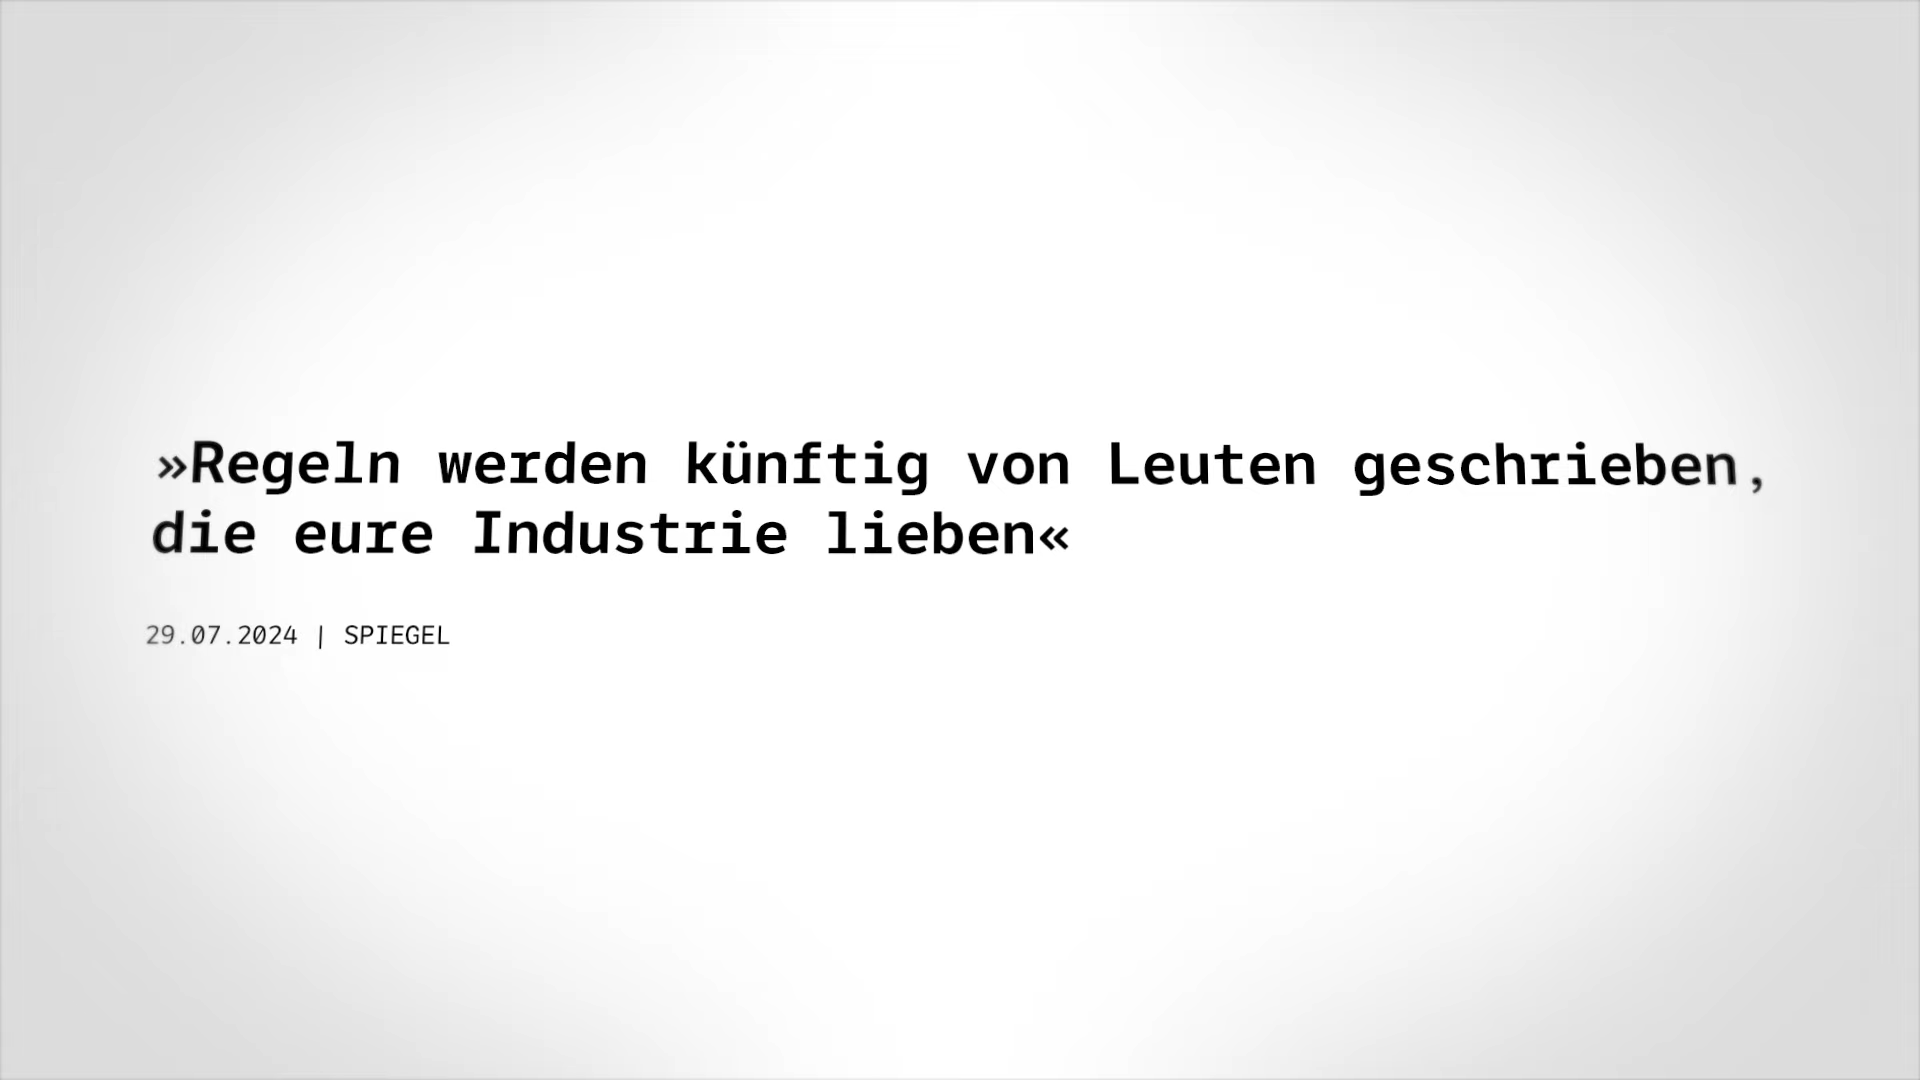 »Regeln werden künftig von Leuten geschrieben,
die eure Industrie lieben«
29.07.2024 | SPIEGEL